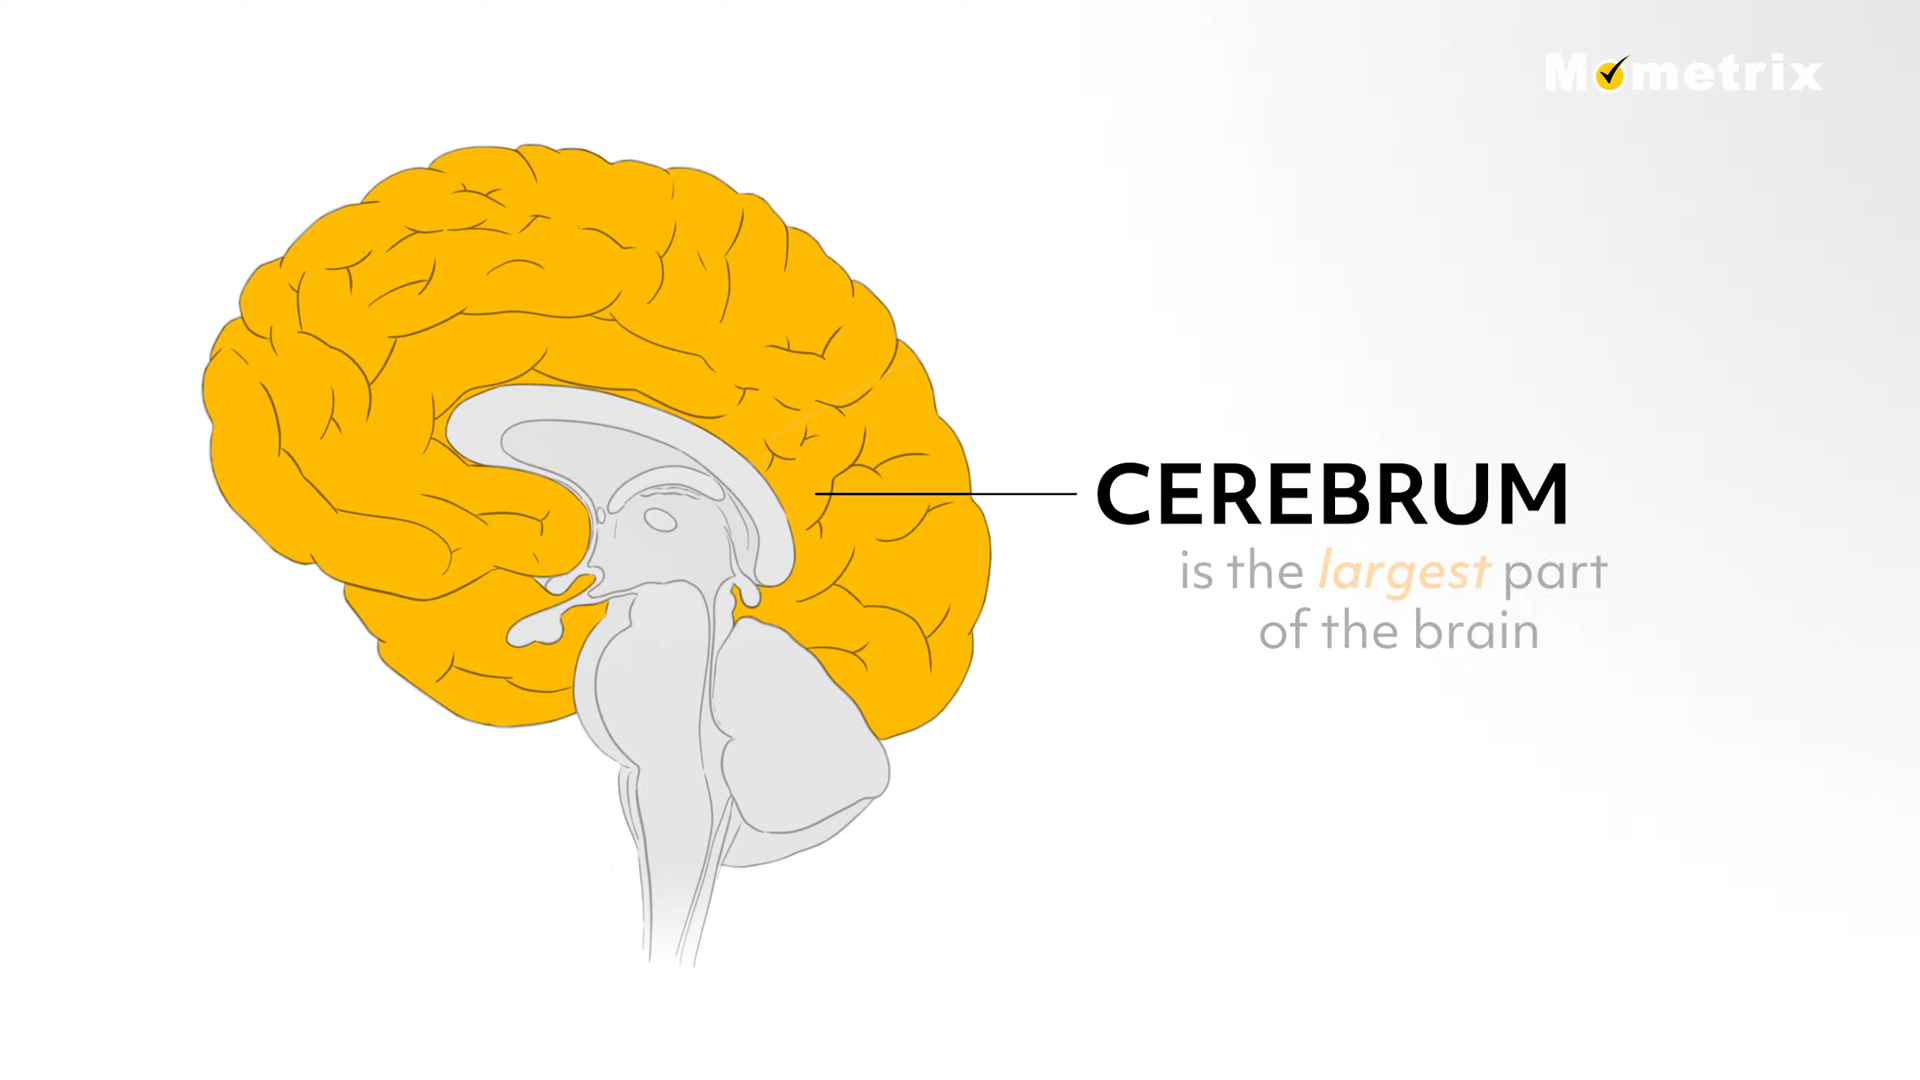 Mometrix
CEREBRUM
is the largest part
of the brain